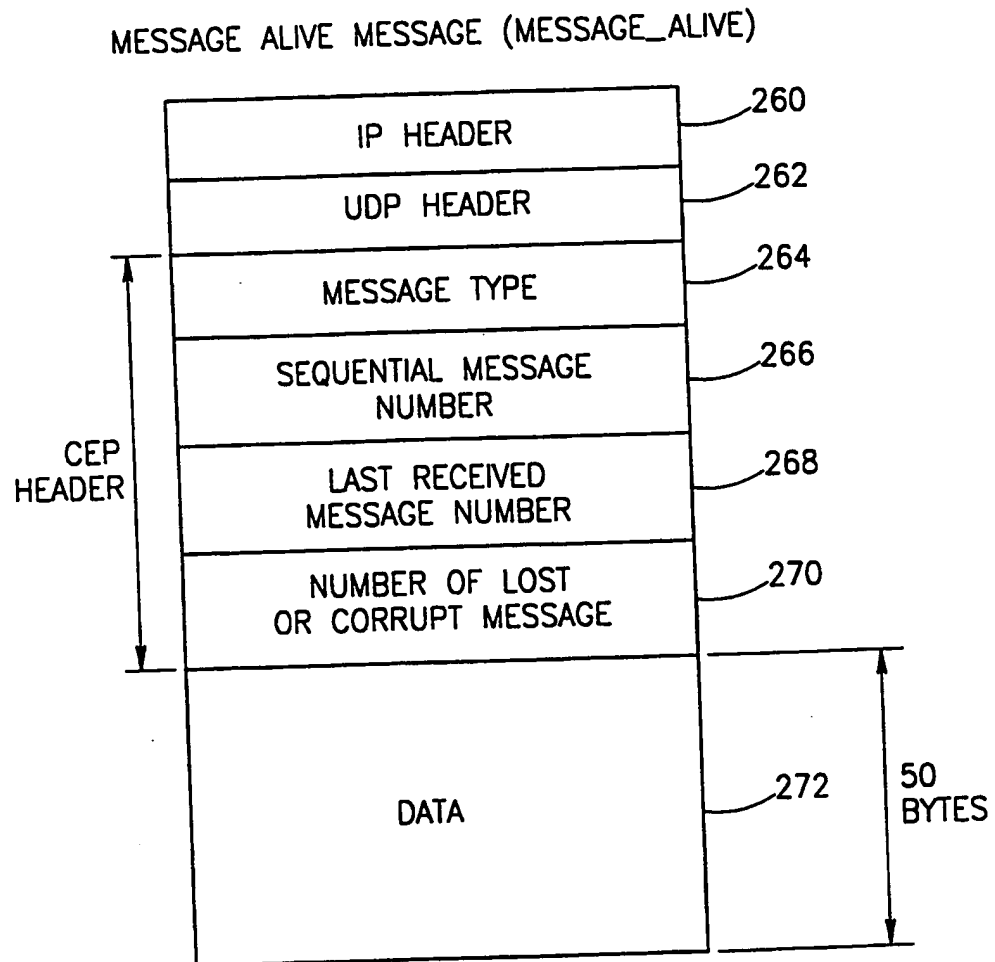 MESSAGE ALIVE MESSAGE (MESSAGE_ALIVE)
IP HEADER
260
UDP HEADER
262
MESSAGE TYPE
264
SEQUENTIAL MESSAGE
NUMBER
266
CEP
HEADER
LAST RECEIVED
MESSAGE NUMBER
268
NUMBER OF LOST
OR CORRUPT MESSAGE
270
DATA
272
50
BYTES